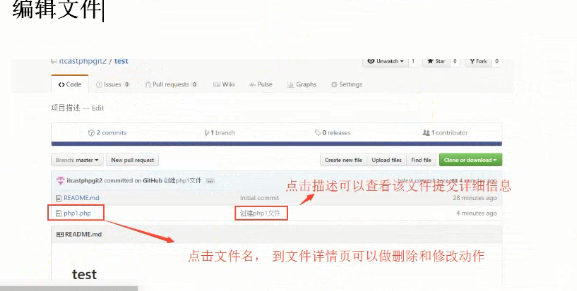 编辑文件
itcastphpgit2 / test
Unwatch 1 Star 0 Fork 0
Code Issues 0 Pull requests 0 Wiki Pulse Graphs Settings
项目描述 — Edit
2 commits 1 branch 0 releases 1 contributor
Branch: master New pull request Create new file Upload files Find file Clone or download
itcastphpgit2 committed on GitHub 创建php1文件
点击描述可以查看该文件提交详细信息
README.md Initial commit 28 minutes ago
php1.php 创建php1文件 4 minutes ago
README.md
点击文件名， 到文件详情页可以做删除和修改动作
test